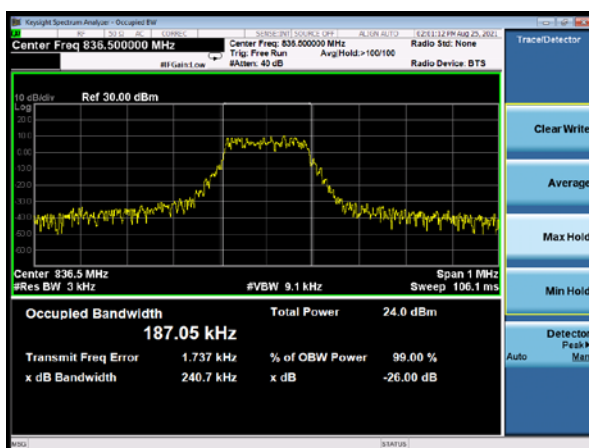 Keysight Spectrum Analyzer - Occupied BW
RF 50 Ω AC CORREC SENSE:INT SOURCE OFF ALIGN AUTO 02:01:12 PM Aug 25, 2021
Center Freq 836.500000 MHz
Center Freq: 836.500000 MHz
Radio Std: None
Trig: Free Run
Avg|Hold:>100/100
#IFGain:Low
#Atten: 40 dB
Radio Device: BTS
Trace/Detector
10 dB/div
Ref 30.00 dBm
Log
20.0
10.0
0.00
-10.0
-20.0
-30.0
-40.0
-50.0
-60.0
Clear Write
Average
Max Hold
Min Hold
Detector
Peak
Auto Man
Center 836.5 MHz
Span 1 MHz
#Res BW 3 kHz
#VBW 9.1 kHz
Sweep 106.1 ms
Occupied Bandwidth
Total Power 24.0 dBm
187.05 kHz
Transmit Freq Error 1.737 kHz
% of OBW Power 99.00 %
x dB Bandwidth 240.7 kHz
x dB -26.00 dB
MSG
STATUS